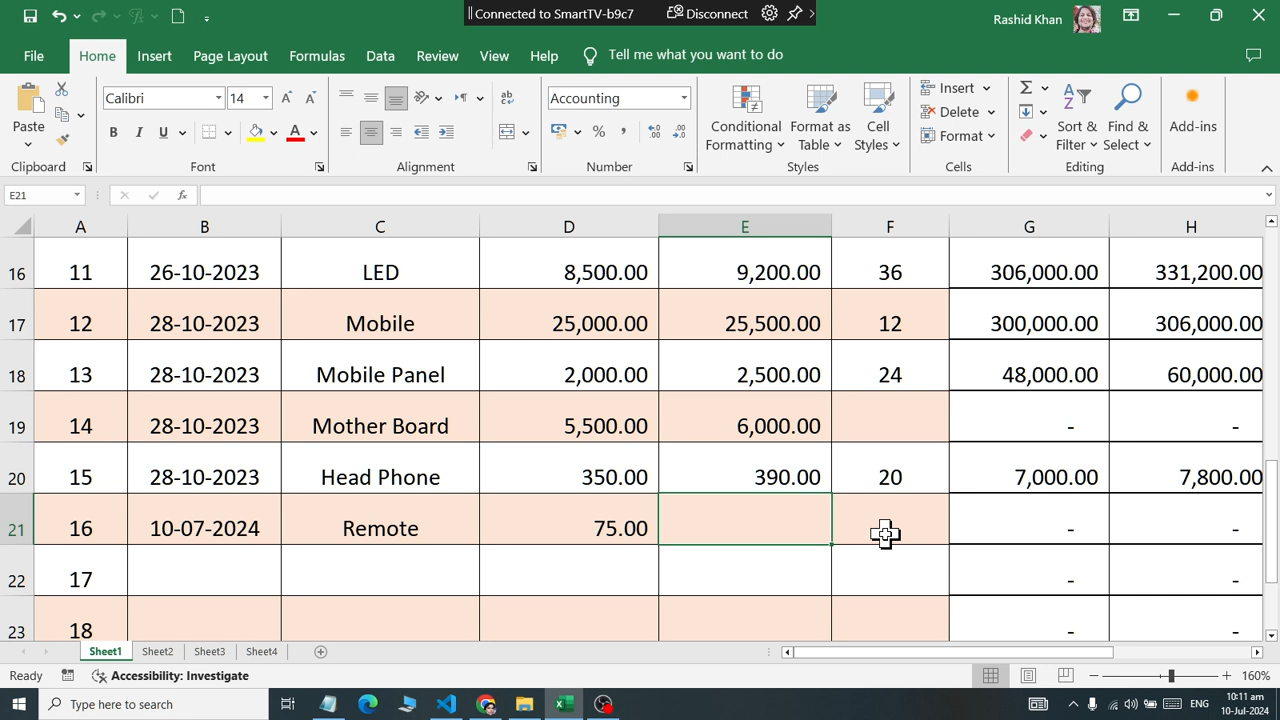 Connected to SmartTV-b9c7 Disconnect
Rashid Khan
File Home Insert Page Layout Formulas Data Review View Help Tell me what you want to do
Paste
Clipboard
Calibri 14
B I U A
Font
ab
Alignment
Accounting
% ,
Number
Conditional Formatting
Format as Table
Cell Styles
Styles
Insert
Delete
Format
Cells
Sort & Filter
Find & Select
Editing
Add-ins
Add-ins
E21 fx
A B C D E F G H
16 11 26-10-2023 LED 8,500.00 9,200.00 36 306,000.00 331,200.00
17 12 28-10-2023 Mobile 25,000.00 25,500.00 12 300,000.00 306,000.00
18 13 28-10-2023 Mobile Panel 2,000.00 2,500.00 24 48,000.00 60,000.00
19 14 28-10-2023 Mother Board 5,500.00 6,000.00 - -
20 15 28-10-2023 Head Phone 350.00 390.00 20 7,000.00 7,800.00
21 16 10-07-2024 Remote 75.00 - -
22 17 - -
23 18 - -
Sheet1 Sheet2 Sheet3 Sheet4
Ready Accessibility: Investigate 160%
Type here to search ENG 10:11 am
10-Jul-2024